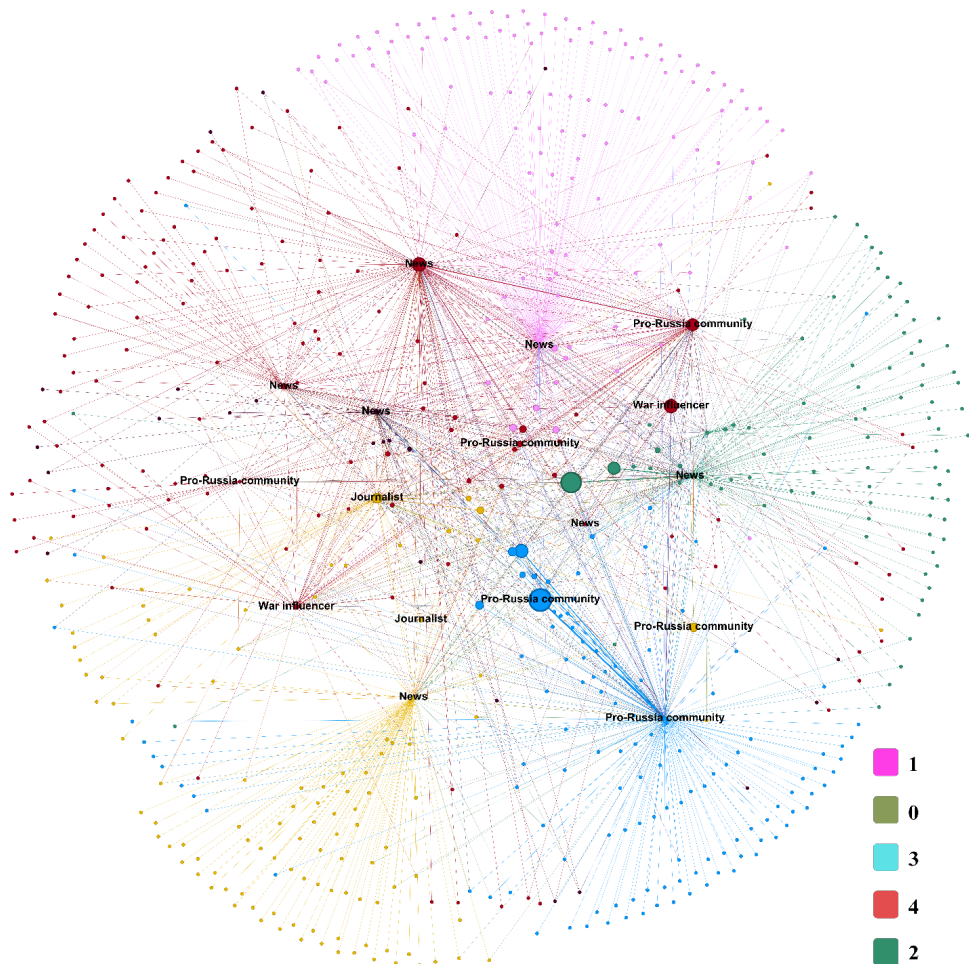 News
Pro-Russia community
News
News
War influencer
News
Pro-Russia community
News
Pro-Russia community
Journalist
News
Pro-Russia community
War influencer
Journalist
Pro-Russia community
News
Pro-Russia community
1
0
3
4
2